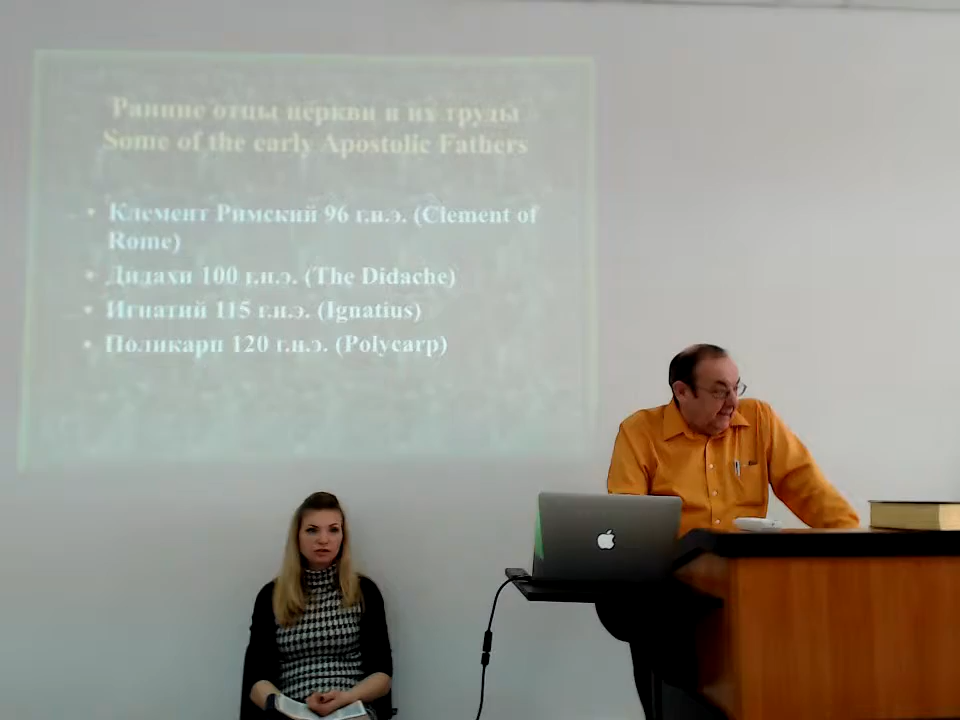 Ранние отцы церкви и их труды
Some of the early Apostolic Fathers
• Климент Римский 96 г.н.э. (Clement of
Rome)
• Дидахи 100 г.н.э. (The Didache)
• Игнатий 115 г.н.э. (Ignatius)
• Поликарп 120 г.н.э. (Polycarp)